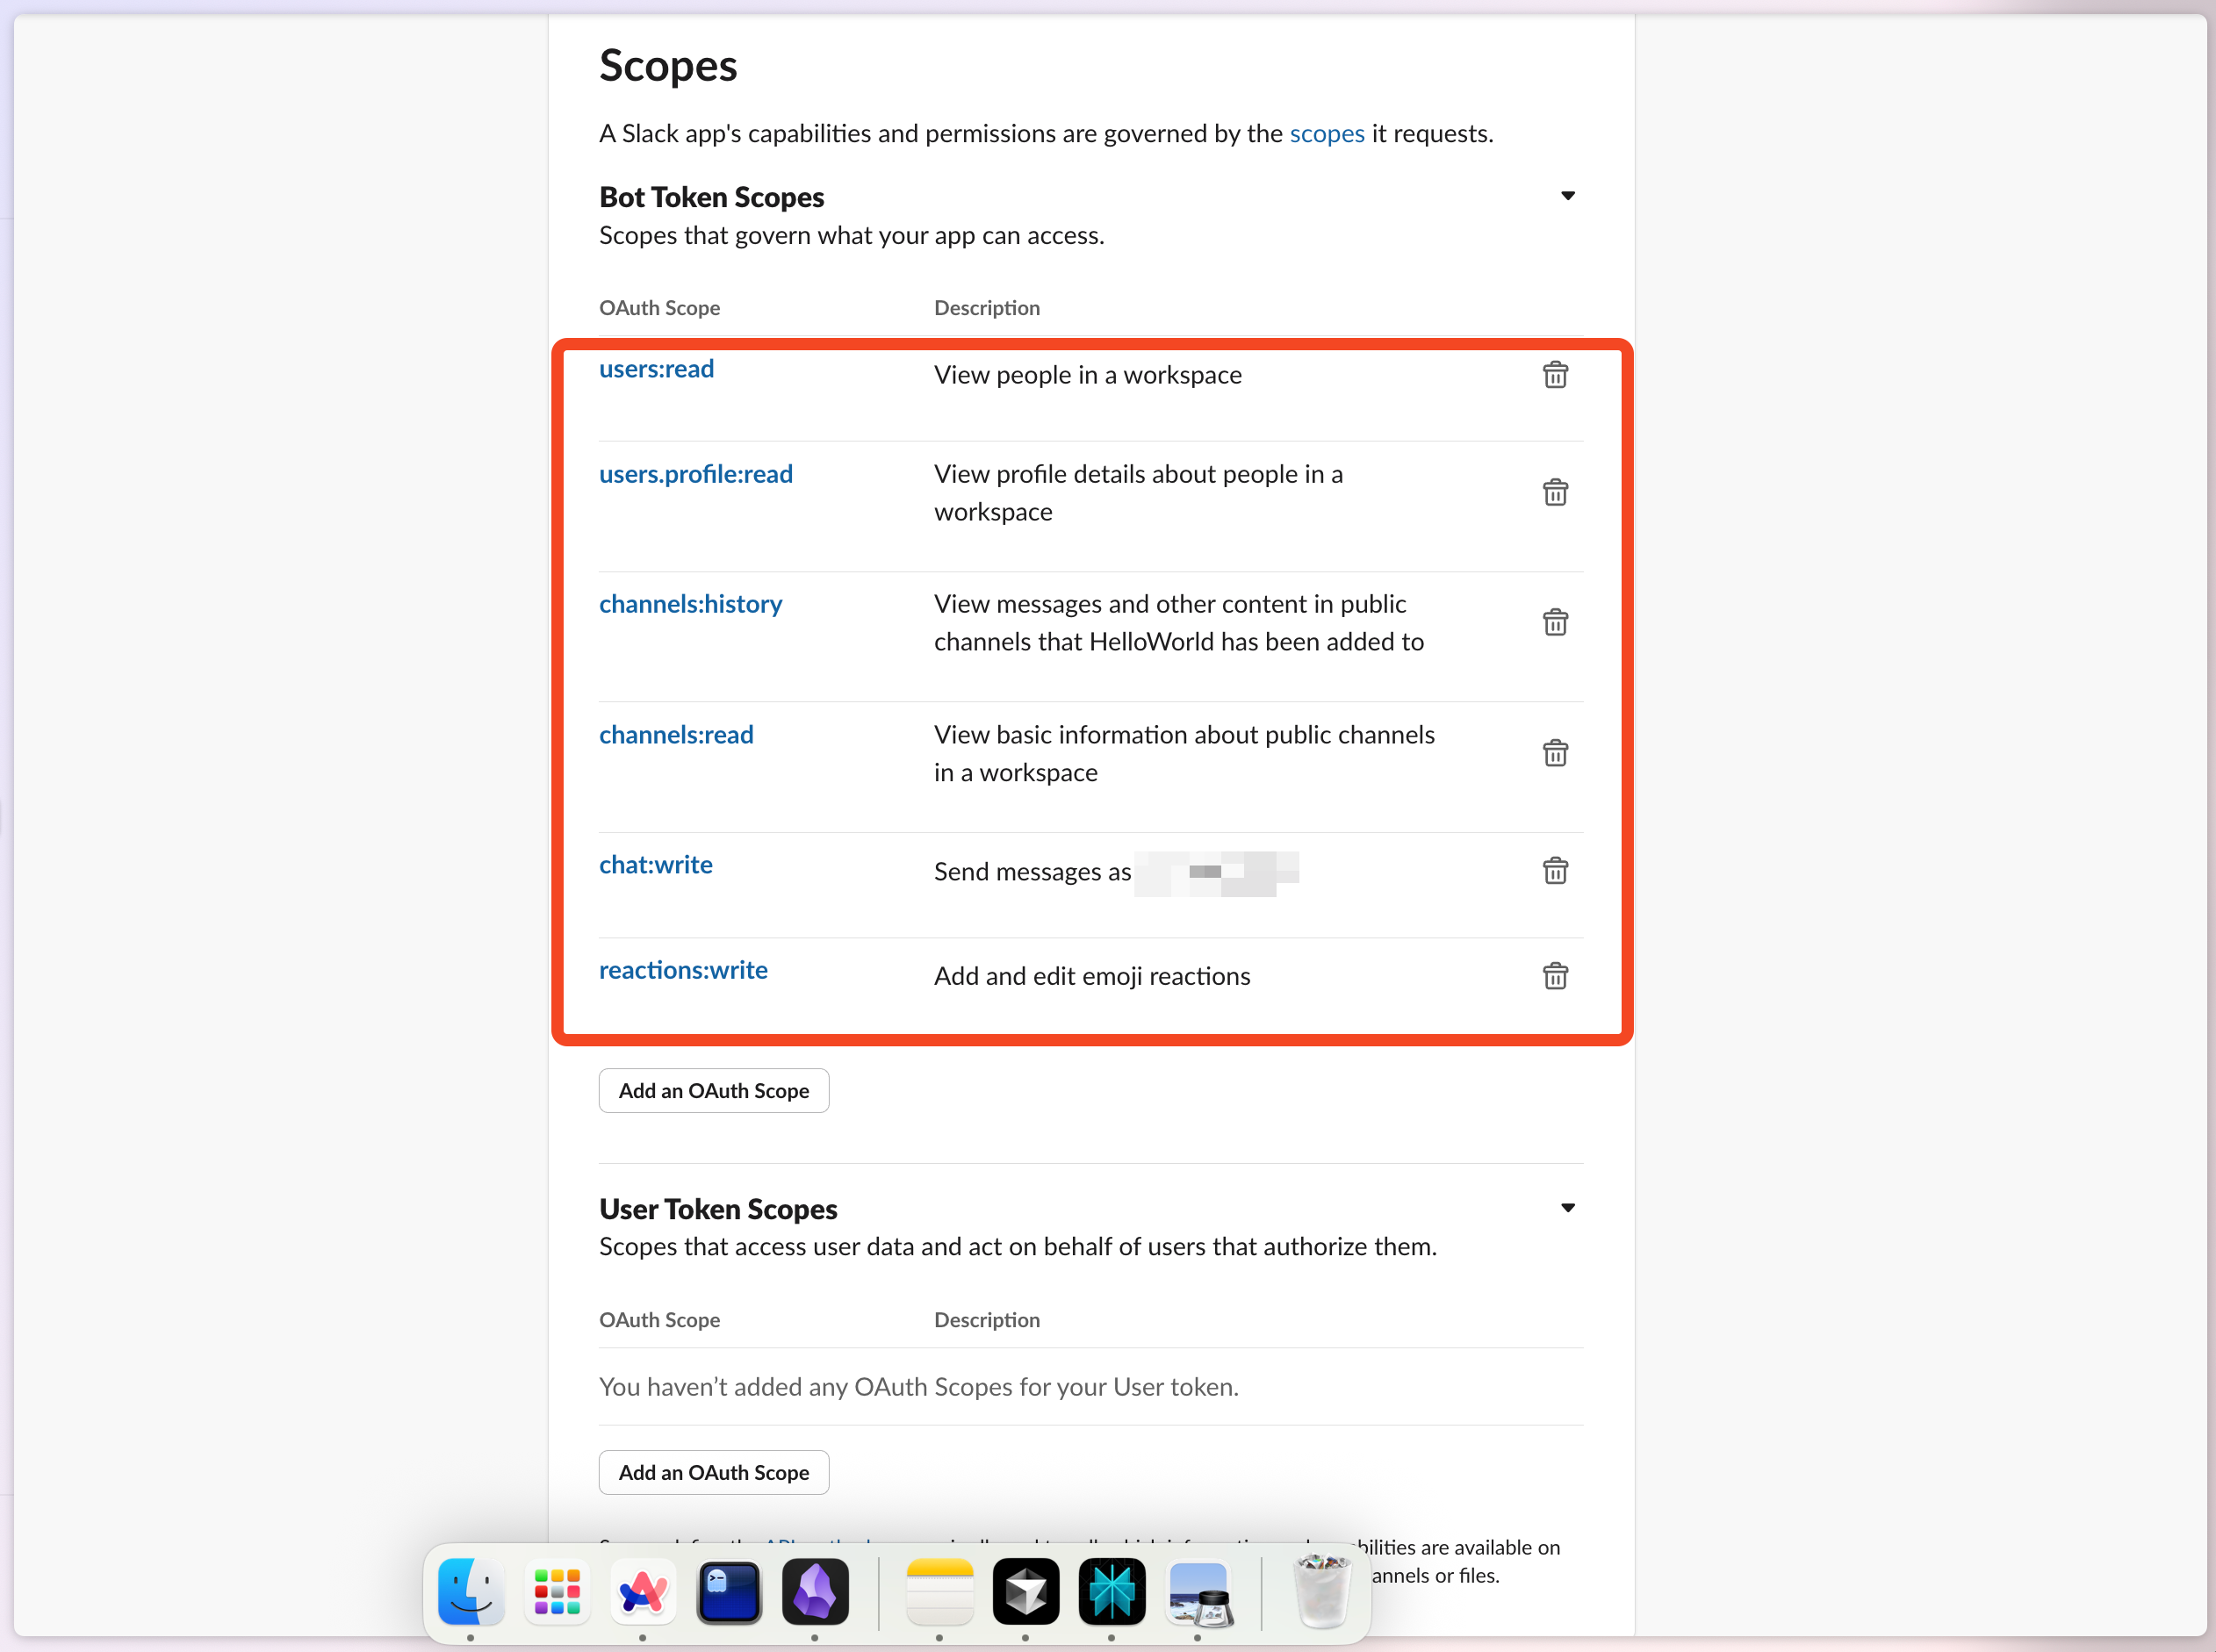 Scopes
A Slack app's capabilities and permissions are governed by the scopes it requests.
Bot Token Scopes
Scopes that govern what your app can access.
OAuth Scope Description
users:read View people in a workspace
users.profile:read View profile details about people in a
workspace
channels:history View messages and other content in public
channels that HelloWorld has been added to
channels:read View basic information about public channels
in a workspace
chat:write Send messages as
reactions:write Add and edit emoji reactions
Add an OAuth Scope
User Token Scopes
Scopes that access user data and act on behalf of users that authorize them.
OAuth Scope Description
You haven’t added any OAuth Scopes for your User token.
Add an OAuth Scope
are available on
or files.